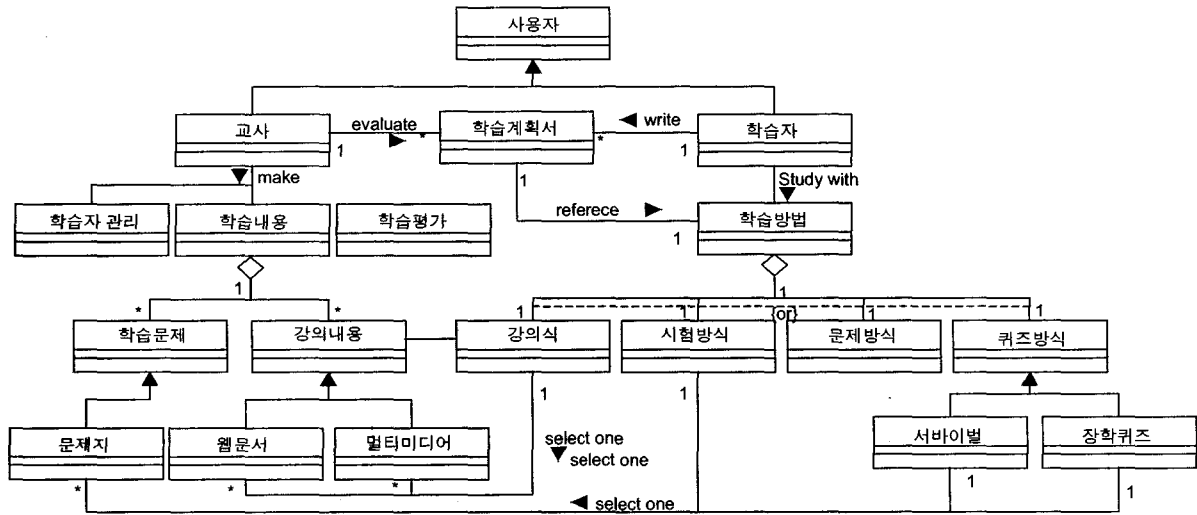 사용자
교사
evaluate
*
학습계획서
write
*
학습자
1
1
make
1
Study with
학습자 관리
학습내용
학습평가
referece
1
학습방법
1
*
*
1
1
1
{or}
1
1
학습문제
강의내용
강의식
시험방식
문제방식
퀴즈방식
1
1
문제지
웹문서
멀티미디어
select one
select one
서바이벌
장학퀴즈
*
*
*
select one
1
1